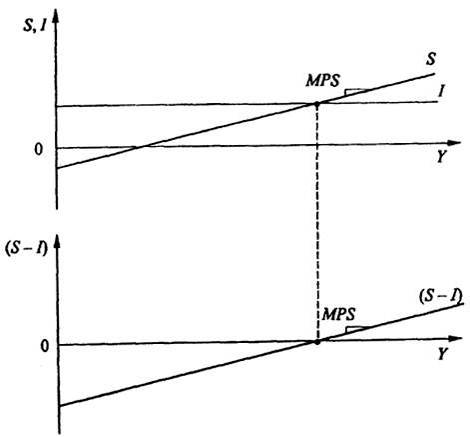 S, I
S
MPS
I
0
Y
(S – I)
(S – I)
MPS
0
Y